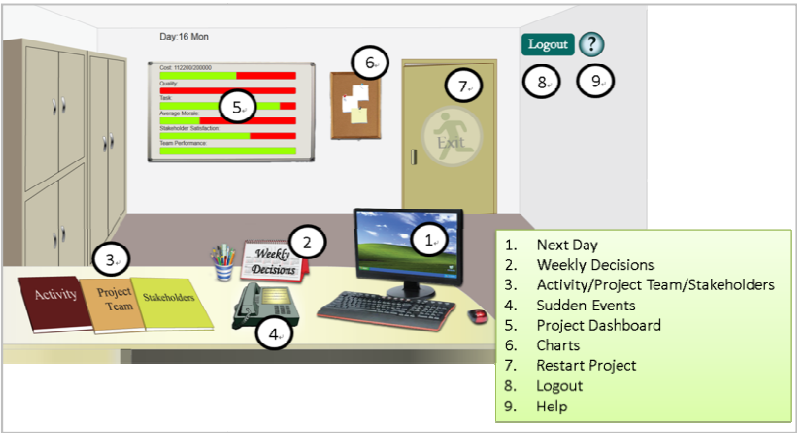 Day:16 Mon
Logout
?
Cost: 112260/200000
Quality:
Task:
Average Morale:
Stakeholder Satisfaction:
Team Performance:
5
6
7
8
9
Exit
Weekly
Decisions
2
1
3
Activity
Project
Team
Stakeholders
4
1. Next Day
2. Weekly Decisions
3. Activity/Project Team/Stakeholders
4. Sudden Events
5. Project Dashboard
6. Charts
7. Restart Project
8. Logout
9. Help